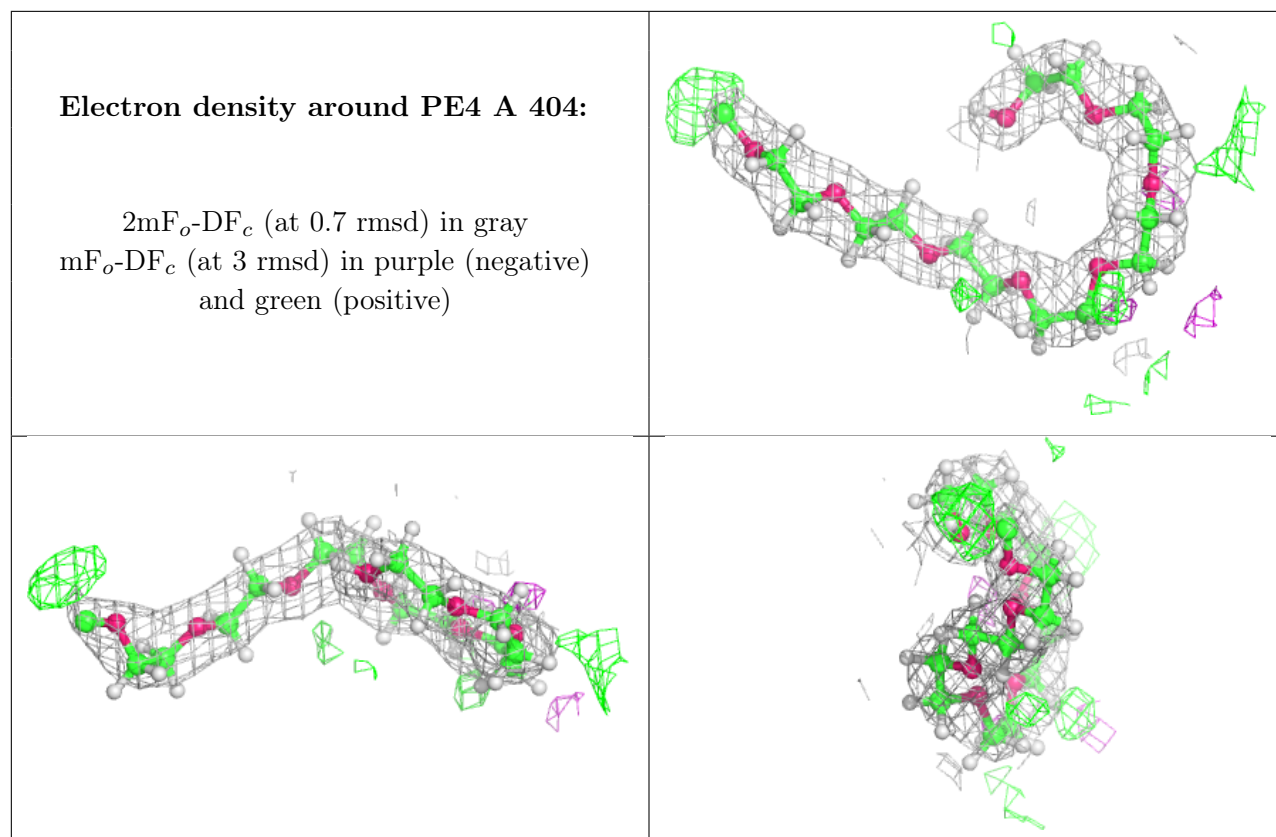 Electron density around PE4 A 404:
2mFo-DFc (at 0.7 rmsd) in gray
mFo-DFc (at 3 rmsd) in purple (negative)
and green (positive)